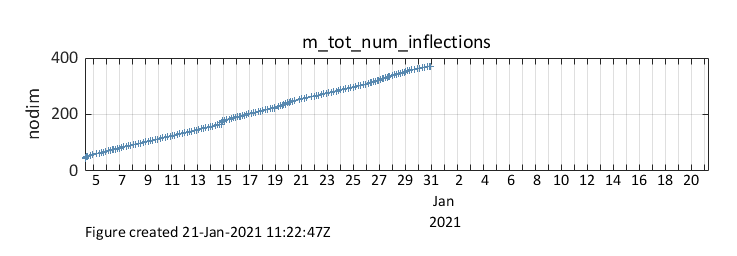 m_tot_num_inflections
nodim
400
200
0
5 7 9 11 13 15 17 19 21 23 25 27 29 31 2 4 6 8 10 12 14 16 18 20
Jan
2021
Figure created 21-Jan-2021 11:22:47Z